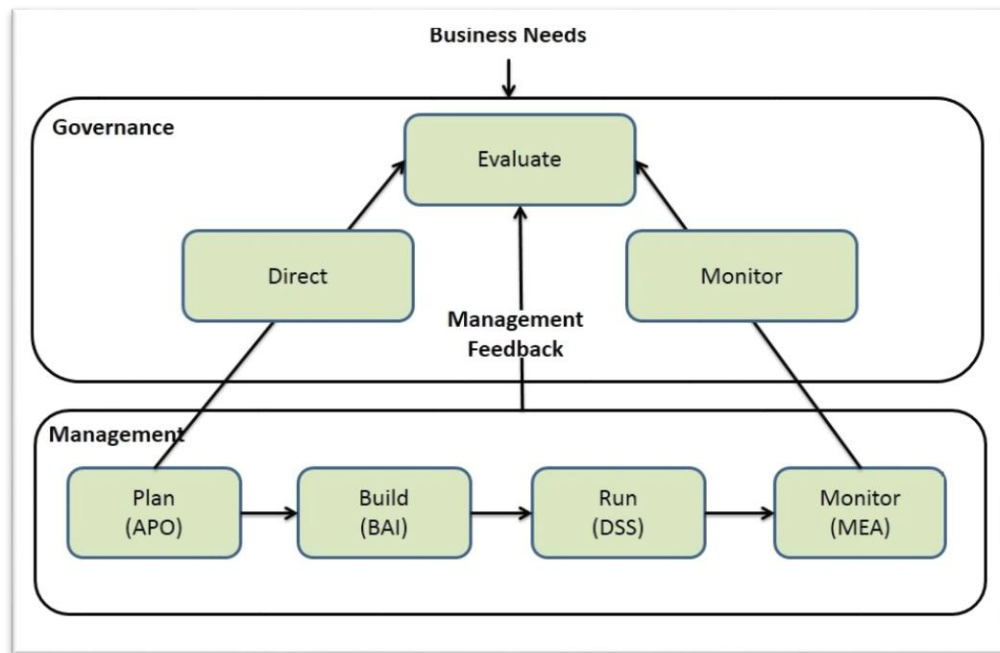 Business Needs
Governance
Evaluate
Direct
Monitor
Management
Feedback
Management
Plan
(APO)
Build
(BAI)
Run
(DSS)
Monitor
(MEA)